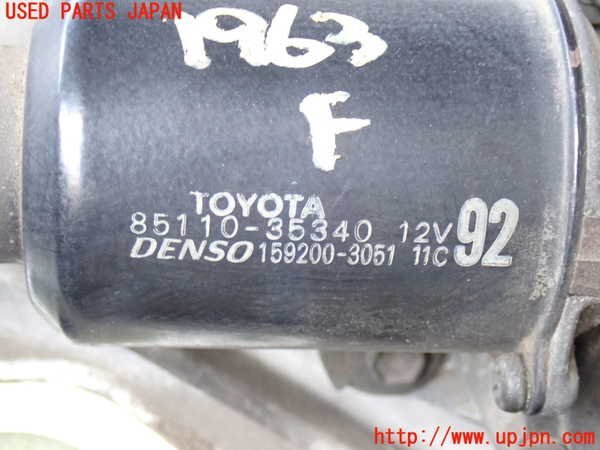 USED PARTS JAPAN
1963
F
TOYOTA
85110-35340 12V 92
DENSO 159200-3051 11C
http://www.upjpn.com/